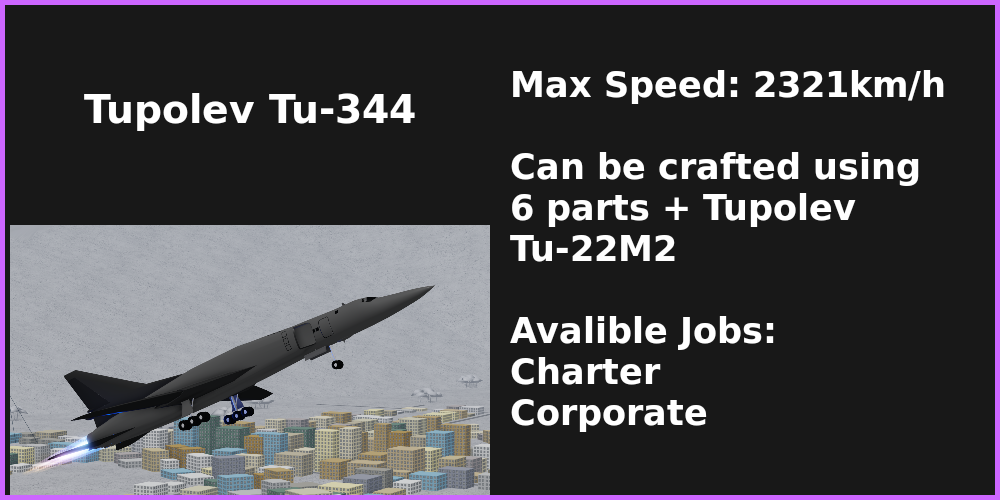 Tupolev Tu-344
Max Speed: 2321km/h
Can be crafted using
6 parts + Tupolev
Tu-22M2
Avalible Jobs:
Charter
Corporate